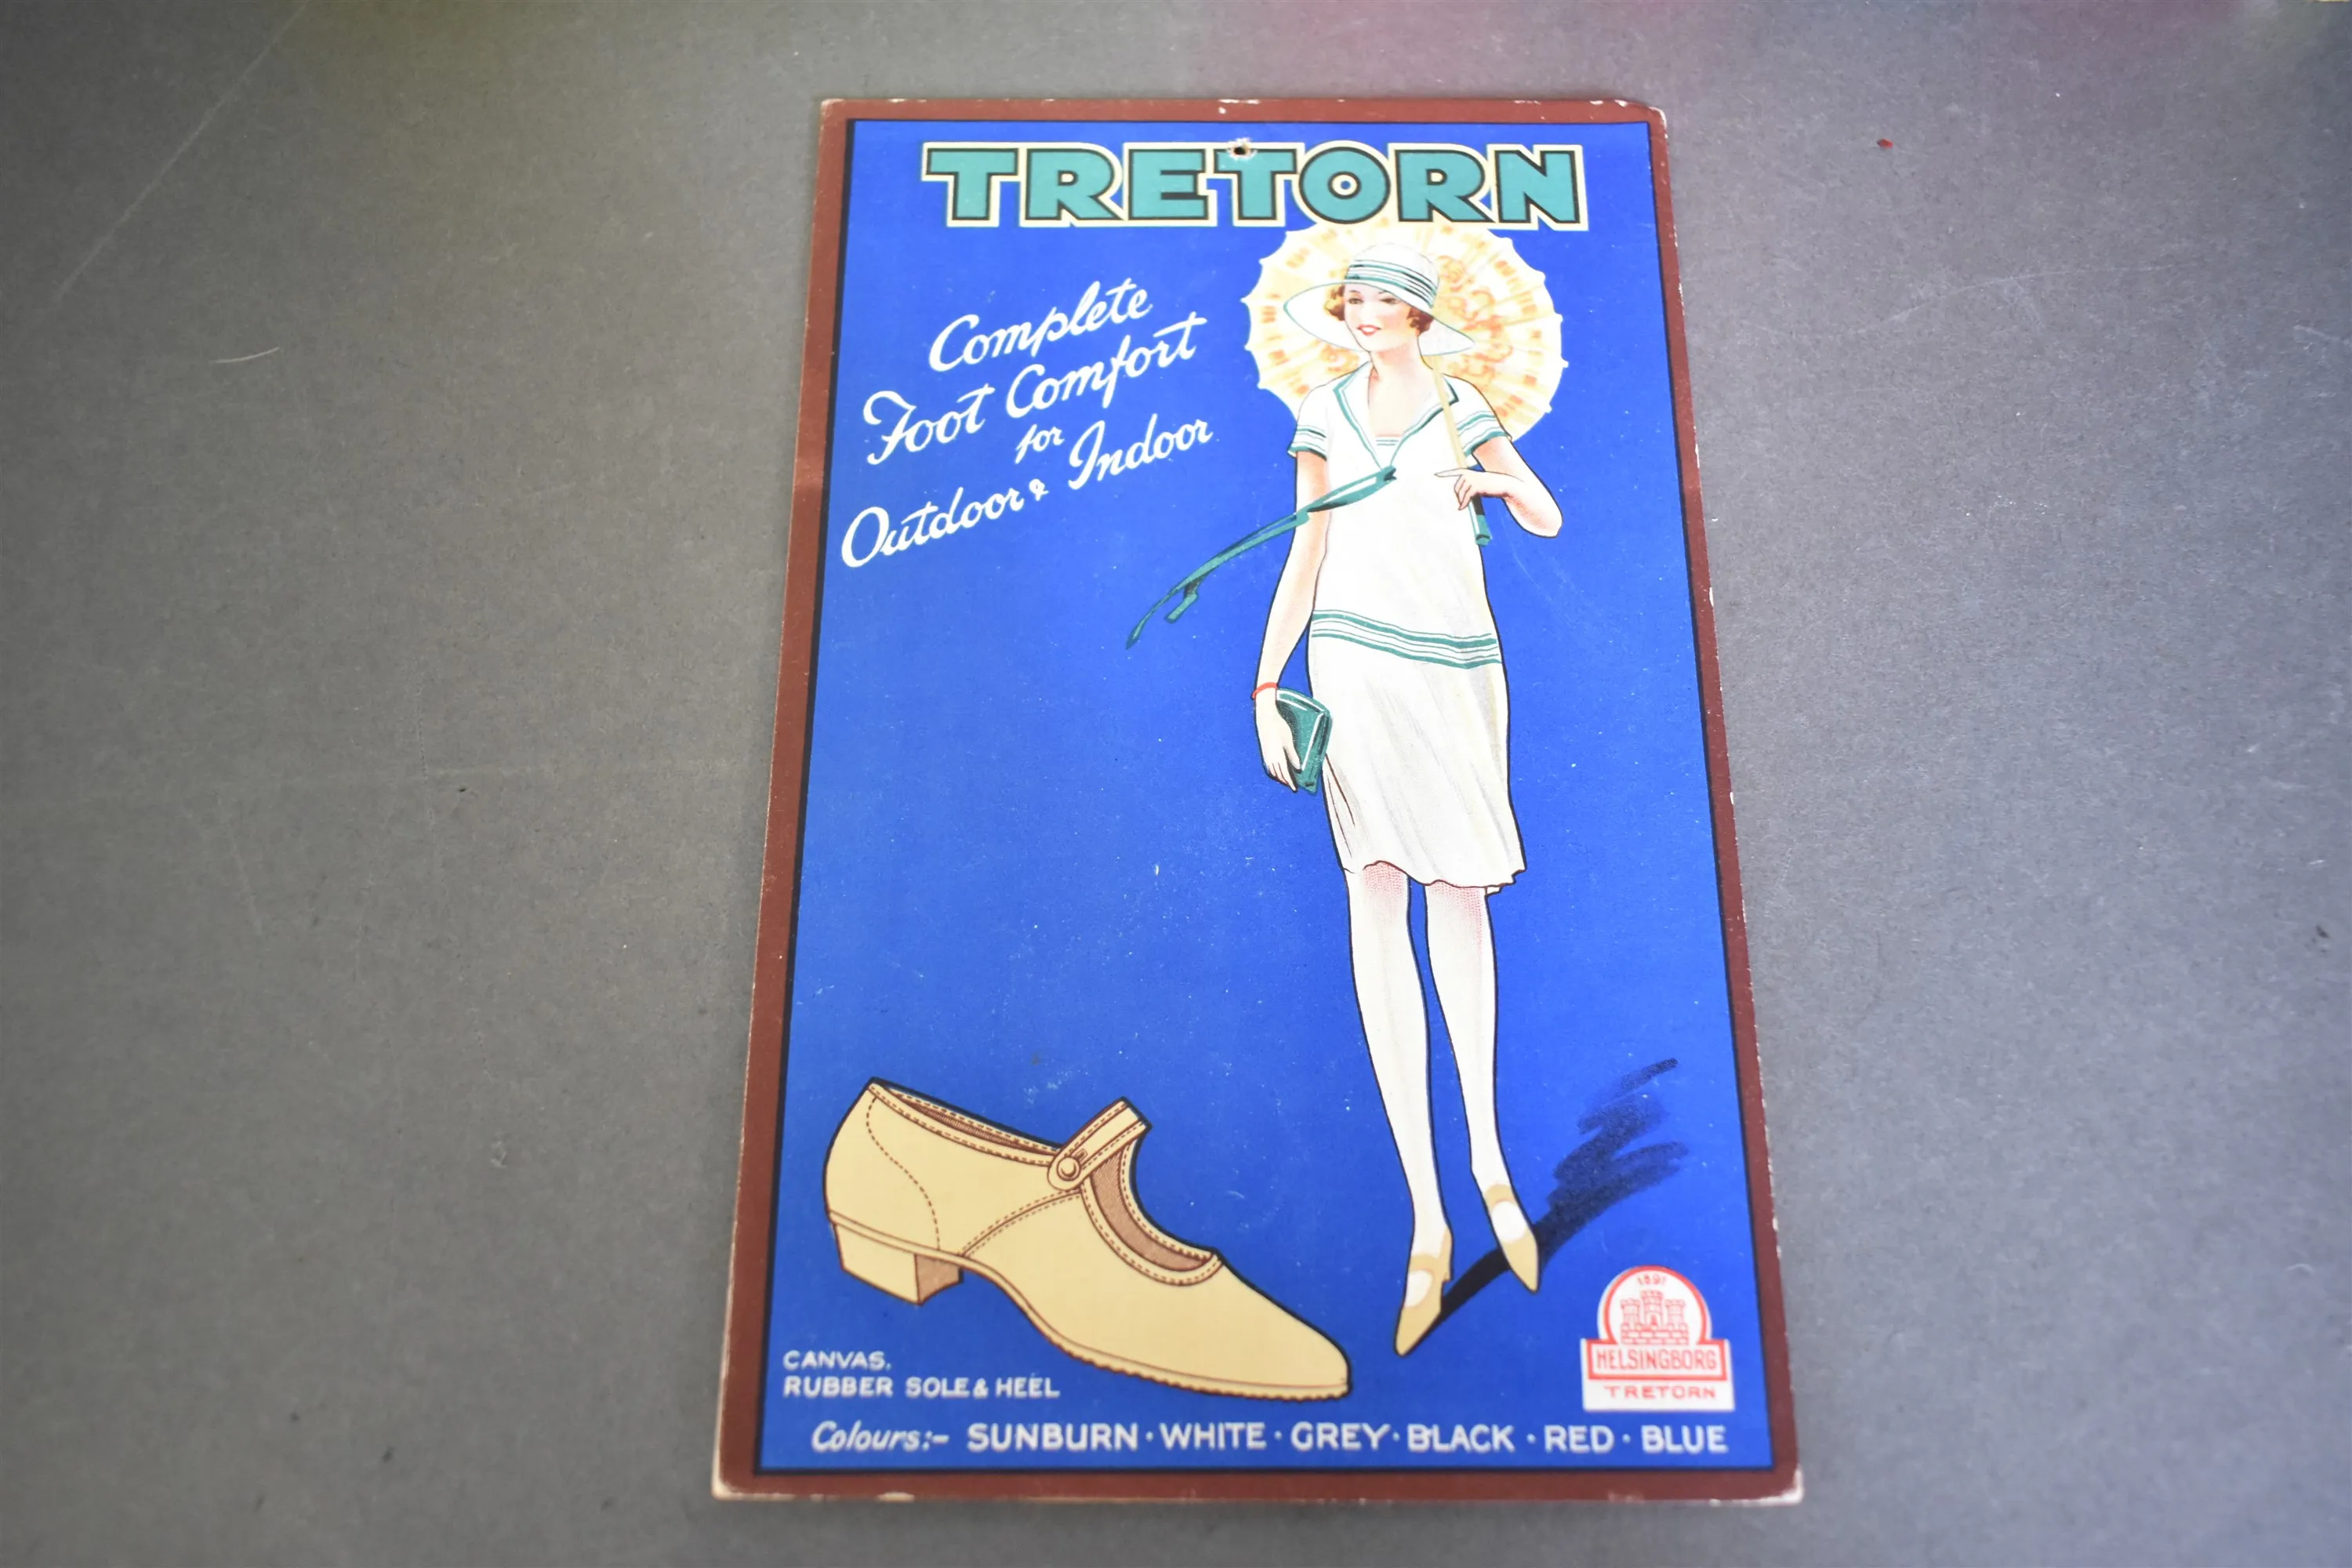 TRETORN
Complete
Foot Comfort
for
Outdoor & Indoor
CANVAS.
RUBBER SOLE & HEEL
Colours:- SUNBURN · WHITE · GREY · BLACK · RED · BLUE
1891
HELSINGBORG
TRETORN